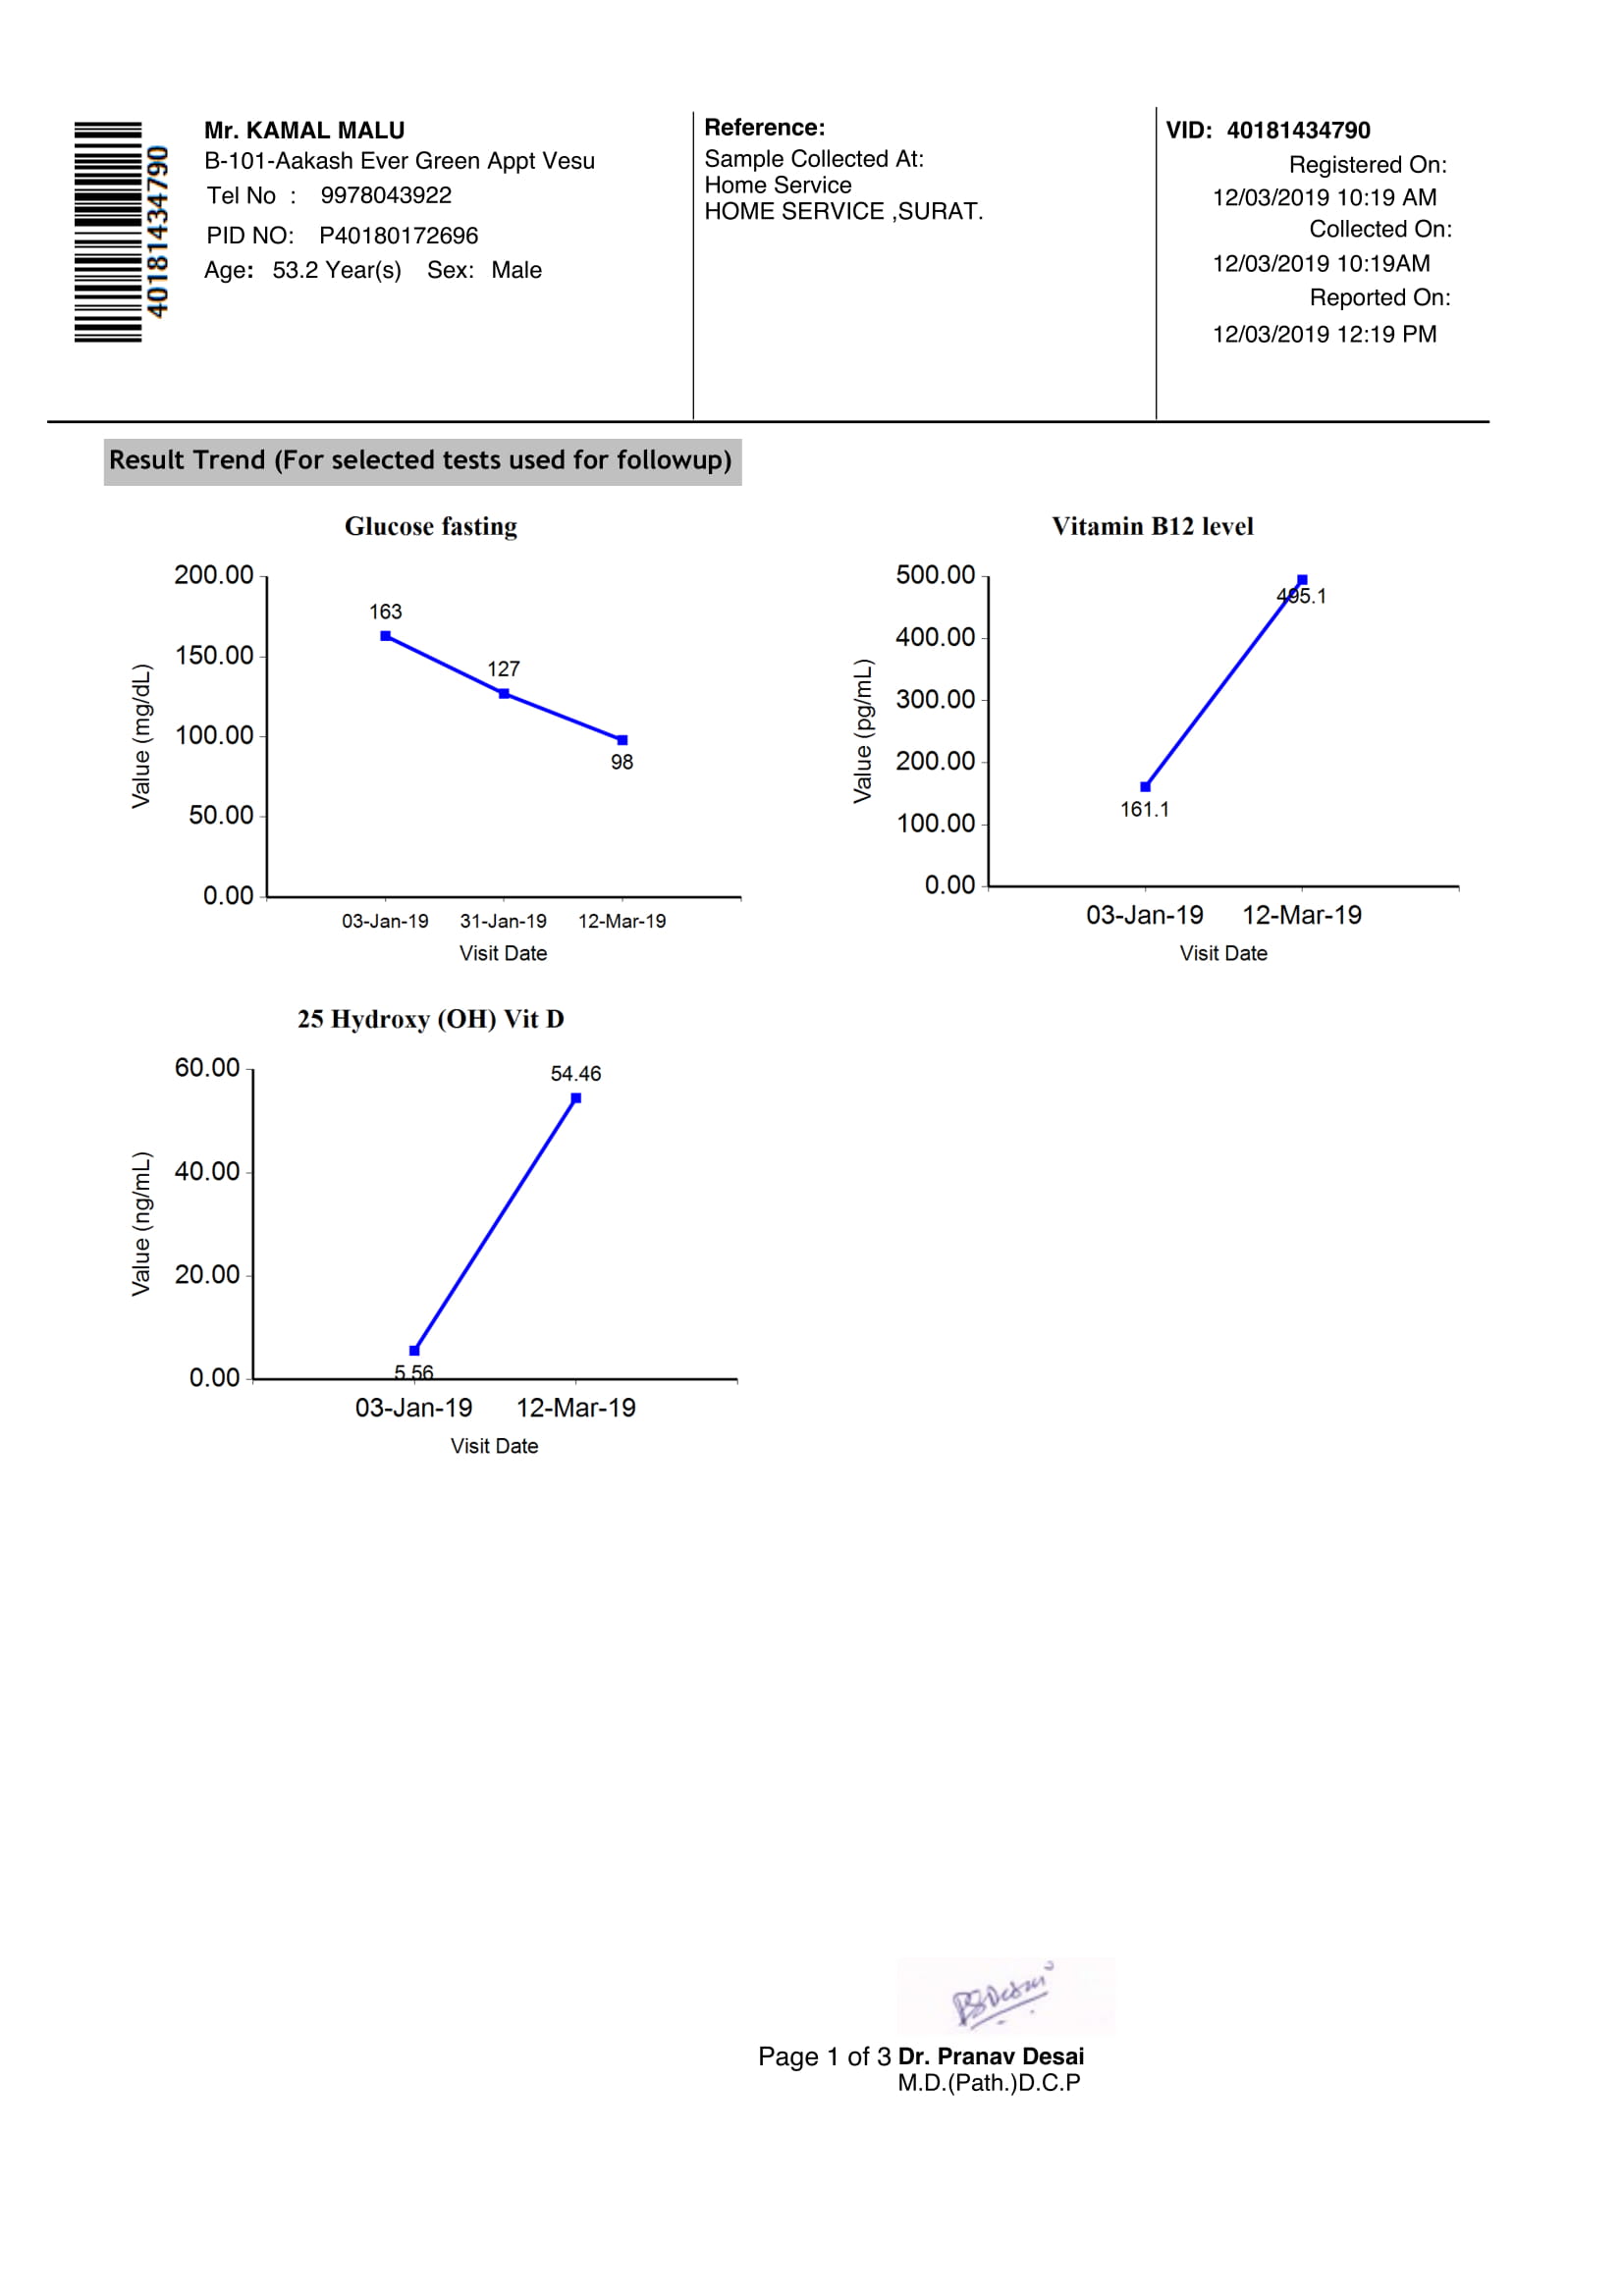 40181434790
Mr. KAMAL MALU
B-101-Aakash Ever Green Appt Vesu
Tel No : 9978043922
PID NO: P40180172696
Age: 53.2 Year(s) Sex: Male
Reference:
Sample Collected At:
Home Service
HOME SERVICE ,SURAT.
VID: 40181434790
Registered On:
12/03/2019 10:19 AM
Collected On:
12/03/2019 10:19AM
Reported On:
12/03/2019 12:19 PM
Result Trend (For selected tests used for followup)
Glucose fasting
Value (mg/dL)
200.00
150.00
100.00
50.00
0.00
163
127
98
03-Jan-19 31-Jan-19 12-Mar-19
Visit Date
Vitamin B12 level
Value (pg/mL)
500.00
400.00
300.00
200.00
100.00
0.00
495.1
161.1
03-Jan-19 12-Mar-19
Visit Date
25 Hydroxy (OH) Vit D
Value (ng/mL)
60.00
40.00
20.00
0.00
54.46
5.56
03-Jan-19 12-Mar-19
Visit Date
Page 1 of 3 Dr. Pranav Desai
M.D.(Path.)D.C.P